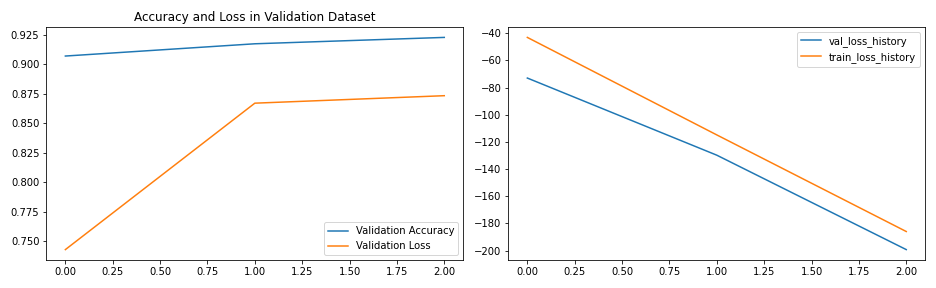 Accuracy and Loss in Validation Dataset
0.925
0.900
0.875
0.850
0.825
0.800
0.775
0.750
0.00 0.25 0.50 0.75 1.00 1.25 1.50 1.75 2.00
Validation Accuracy
Validation Loss
−40
−60
−80
−100
−120
−140
−160
−180
−200
0.00 0.25 0.50 0.75 1.00 1.25 1.50 1.75 2.00
val_loss_history
train_loss_history